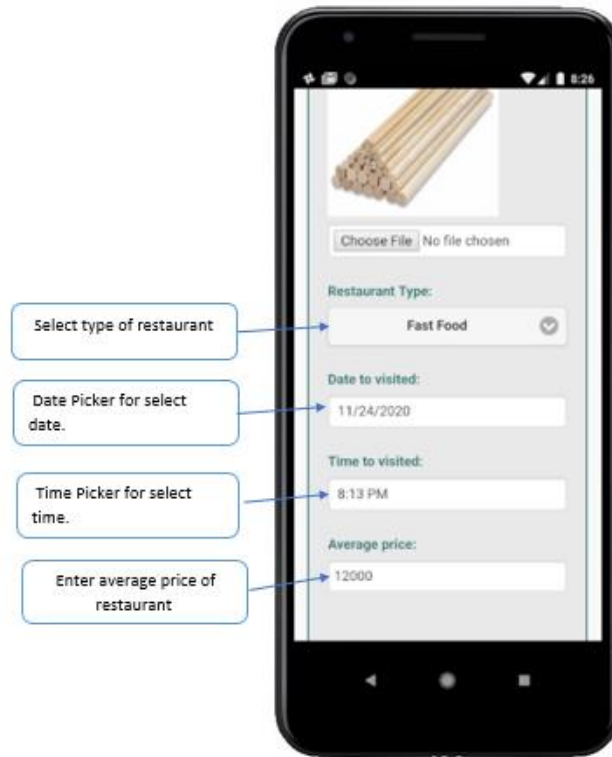 8:26
Choose File No file chosen
Restaurant Type:
Select type of restaurant
Fast Food
Date to visited:
Date Picker for select
date.
11/24/2020
Time to visited:
Time Picker for select
time.
8:13 PM
Average price:
Enter average price of
restaurant
12000